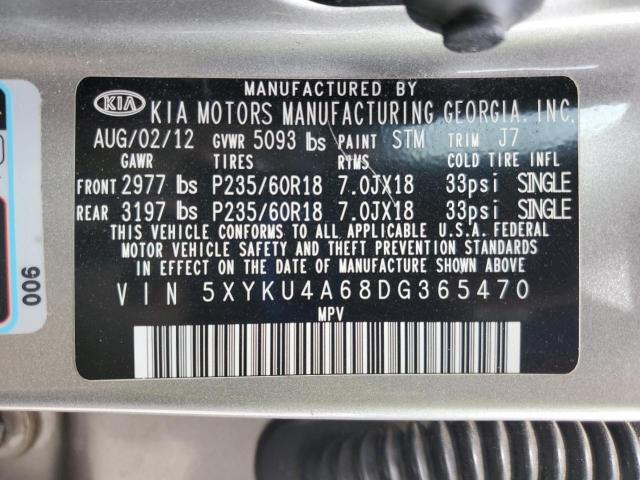 MANUFACTURED BY
KIA KIA MOTORS MANUFACTURING GEORGIA, INC.
AUG/02/12 GVWR 5093 lbs PAINT STM TRIM J7
GAWR TIRES RIMS COLD TIRE INFL
FRONT 2977 lbs P235/60R18 7.0JX18 33psi SINGLE
REAR 3197 lbs P235/60R18 7.0JX18 33psi SINGLE
THIS VEHICLE CONFORMS TO ALL APPLICABLE U.S.A. FEDERAL
MOTOR VEHICLE SAFETY AND THEFT PREVENTION STANDARDS
IN EFFECT ON THE DATE OF MANUFACTURE SHOWN ABOVE
VIN 5XYKU4A68DG365470
MPV
006